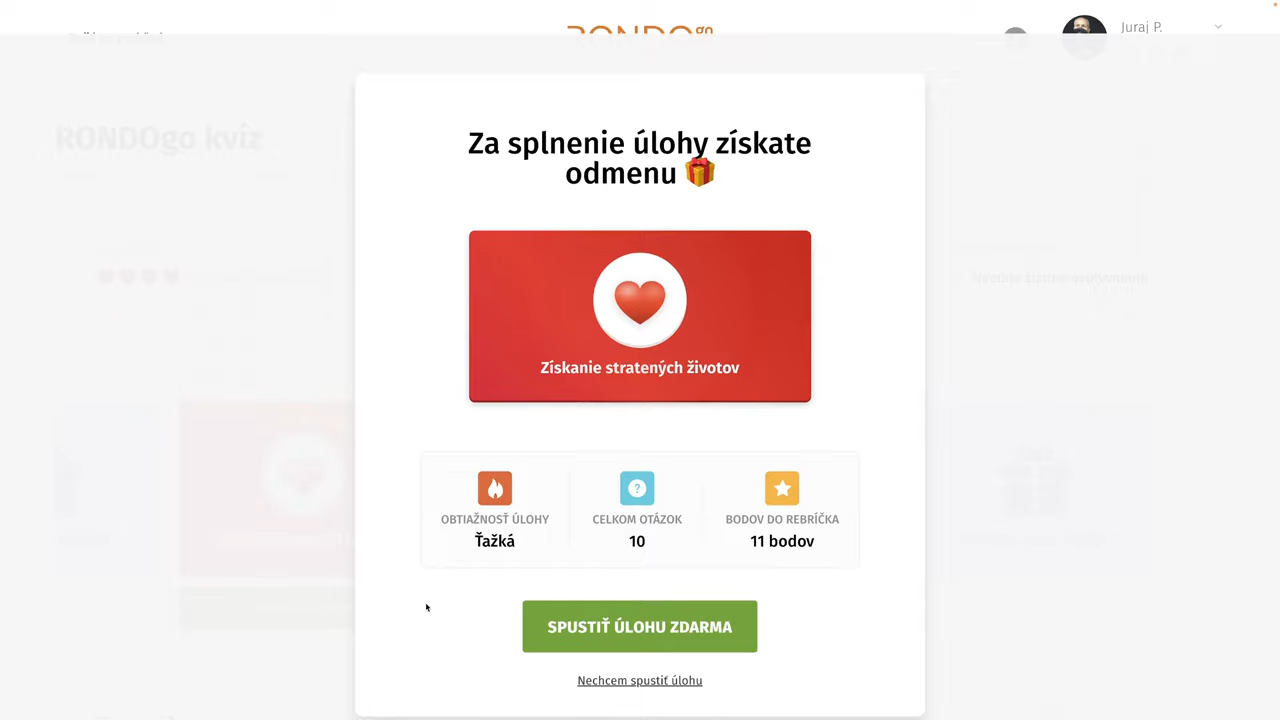 RONDOgo
Juraj P.
RONDOgo kvíz
Za splnenie úlohy získate
odmenu
Získanie stratených životov
OBTIAŽNOSŤ ÚLOHY
Ťažká
CELKOM OTÁZOK
10
BODOV DO REBRÍČKA
11 bodov
SPUSTIŤ ÚLOHU ZDARMA
Nechcem spustiť úlohu